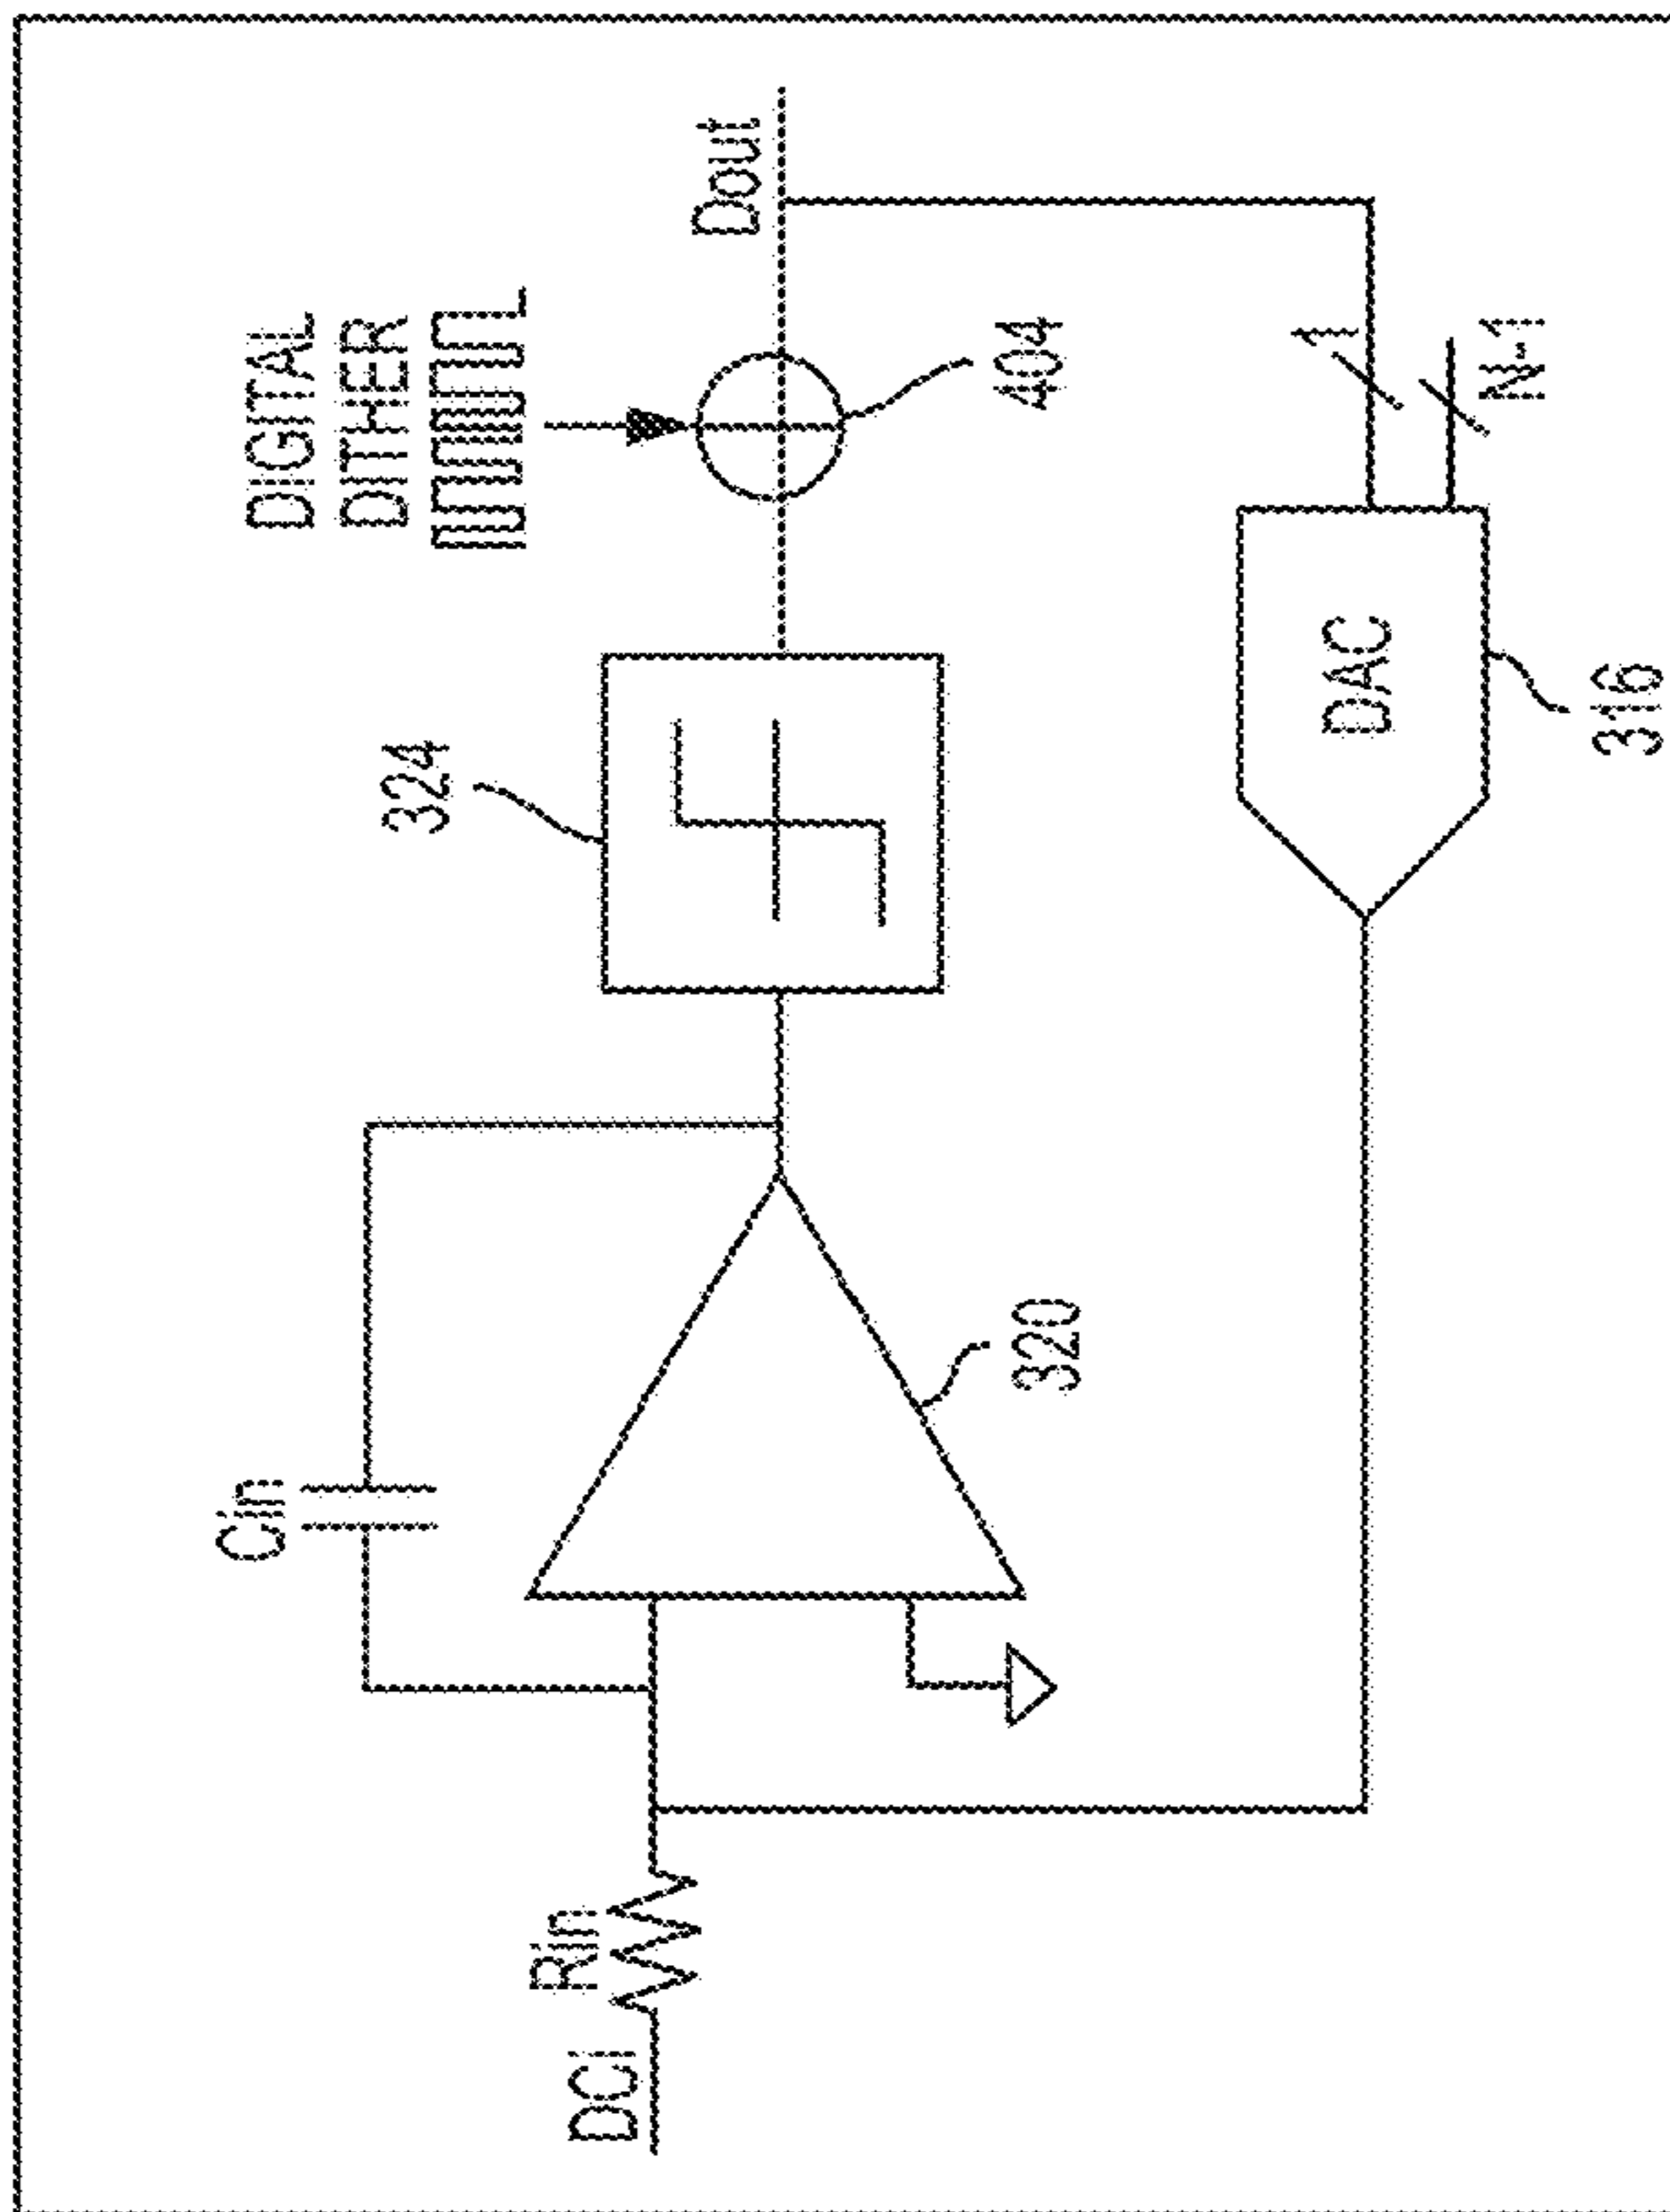 DIGITAL
DITHER
Dout
404
324
Cin
320
Rin
DCi
1
N-1
DAC
316